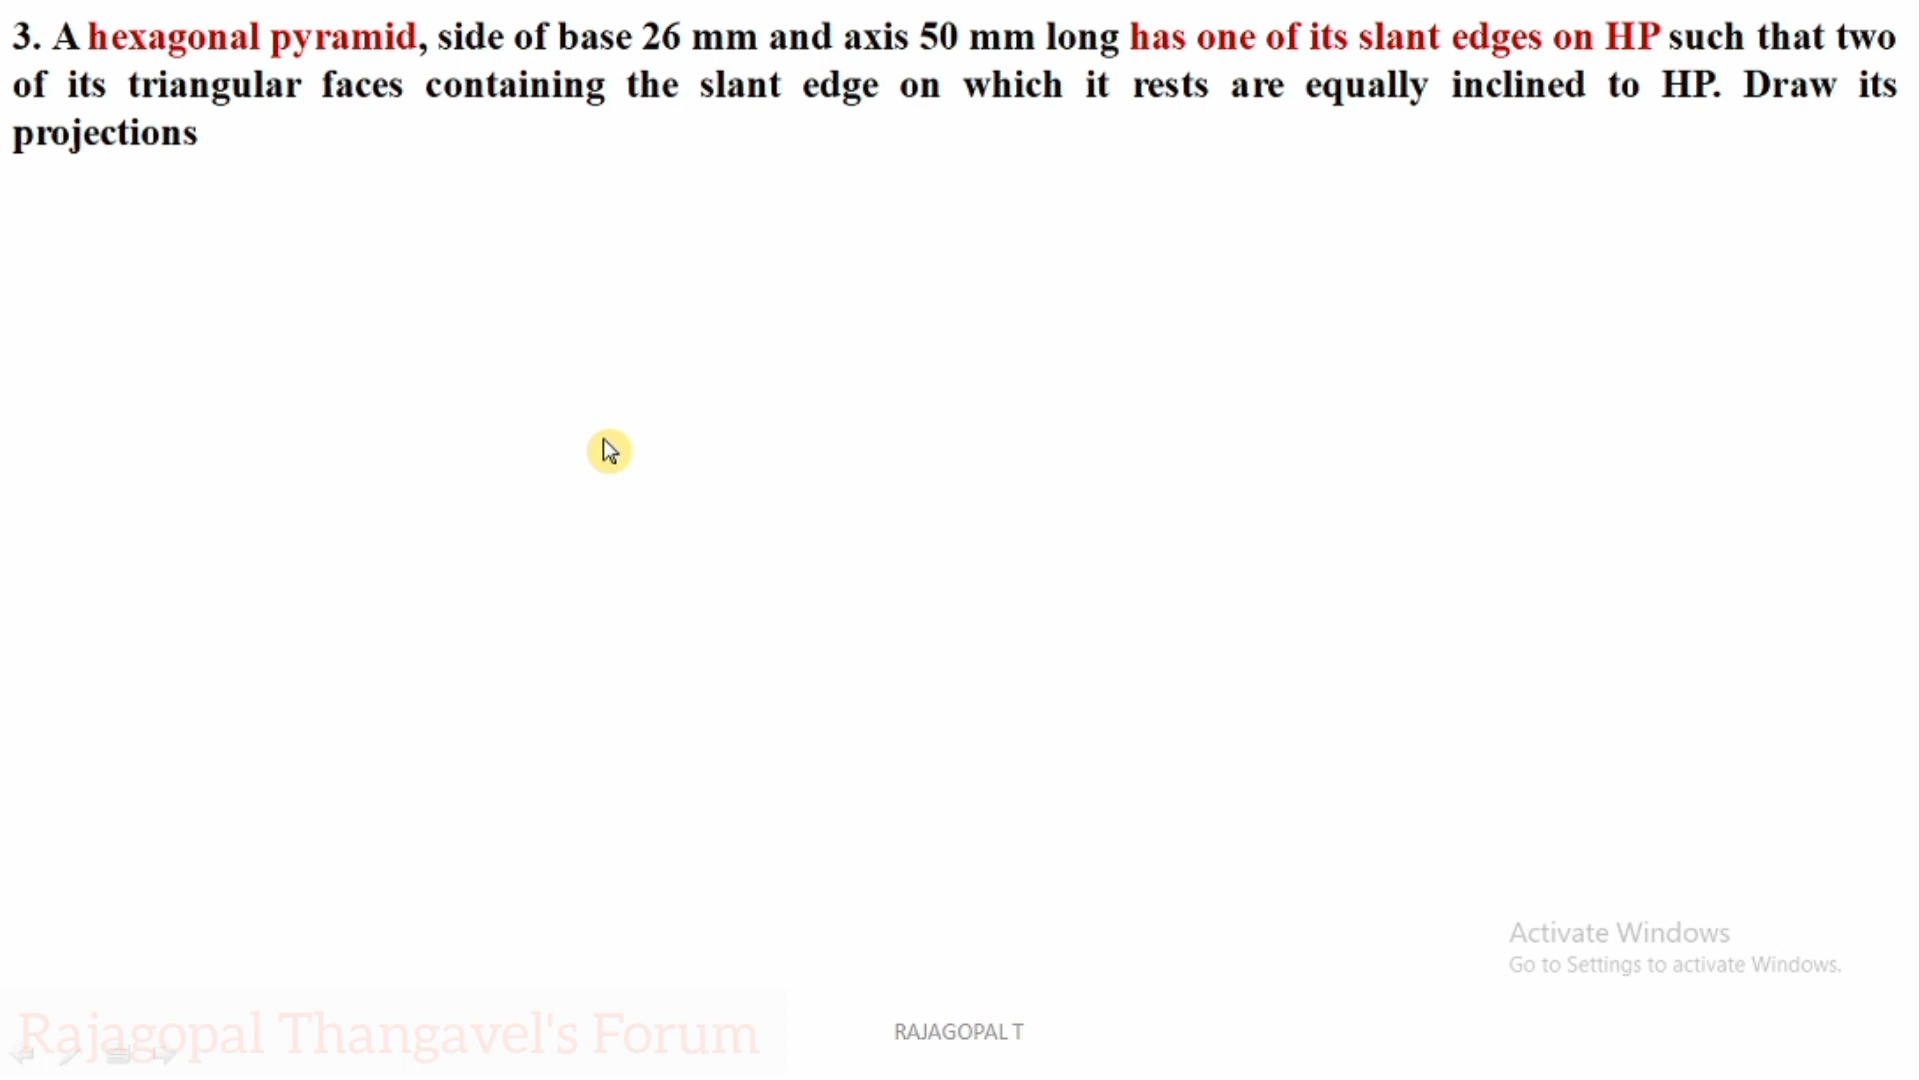 3. A hexagonal pyramid, side of base 26 mm and axis 50 mm long has one of its slant edges on HP such that two
of its triangular faces containing the slant edge on which it rests are equally inclined to HP. Draw its
projections
Activate Windows
Go to Settings to activate Windows.
Rajagopal Thangavel's Forum
RAJAGOPAL T